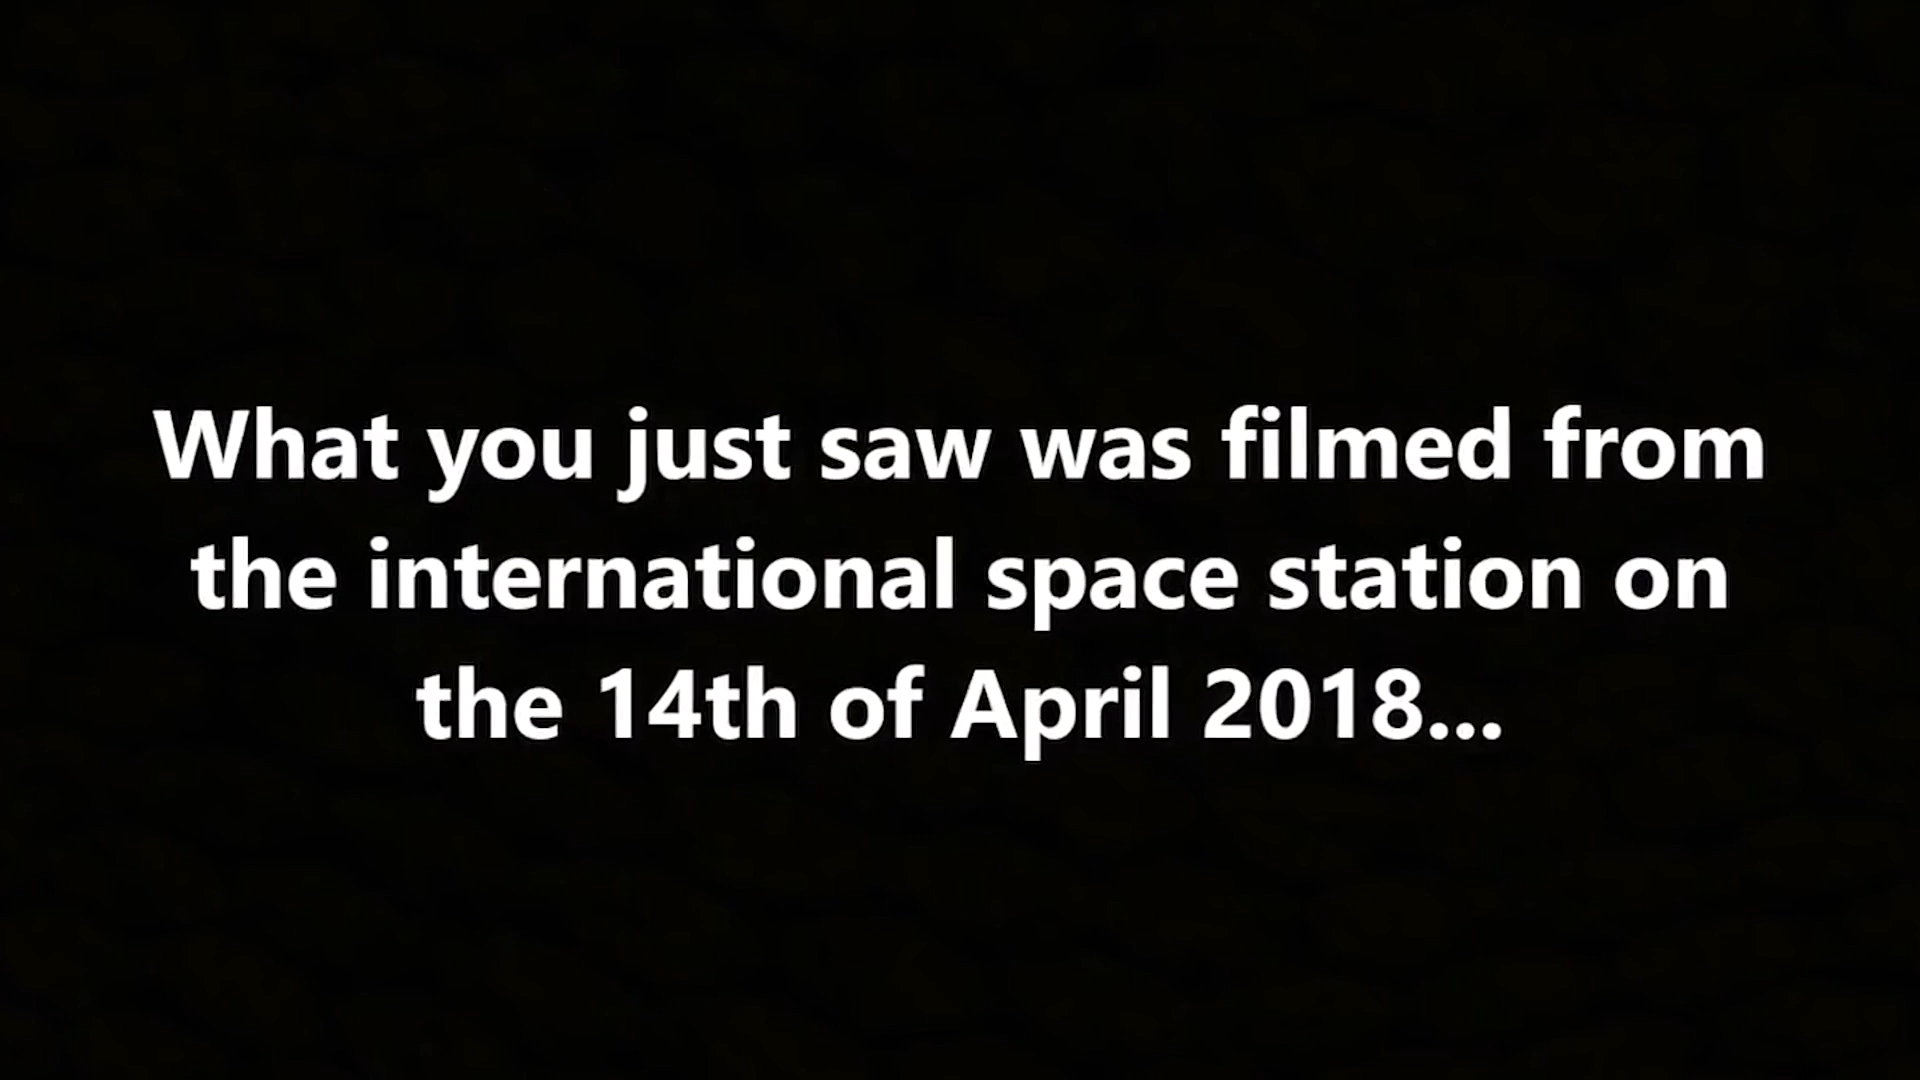 What you just saw was filmed from
the international space station on
the 14th of April 2018...